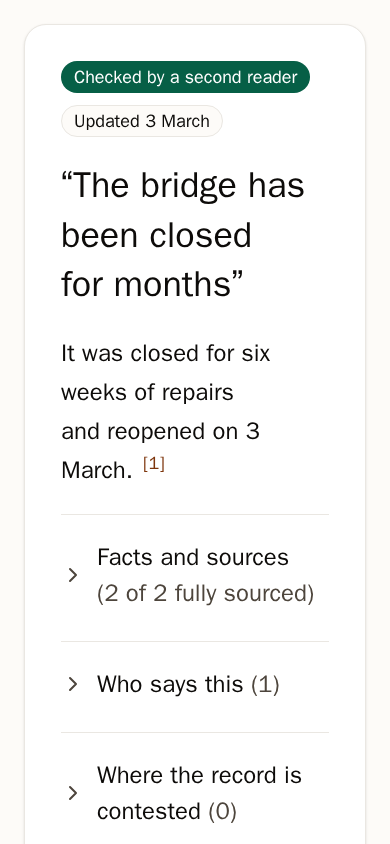 Checked by a second reader
Updated 3 March
“The bridge has
been closed
for months”
It was closed for six
weeks of repairs
and reopened on 3
March. [1]
Facts and sources
(2 of 2 fully sourced)
Who says this (1)
Where the record is
contested (0)